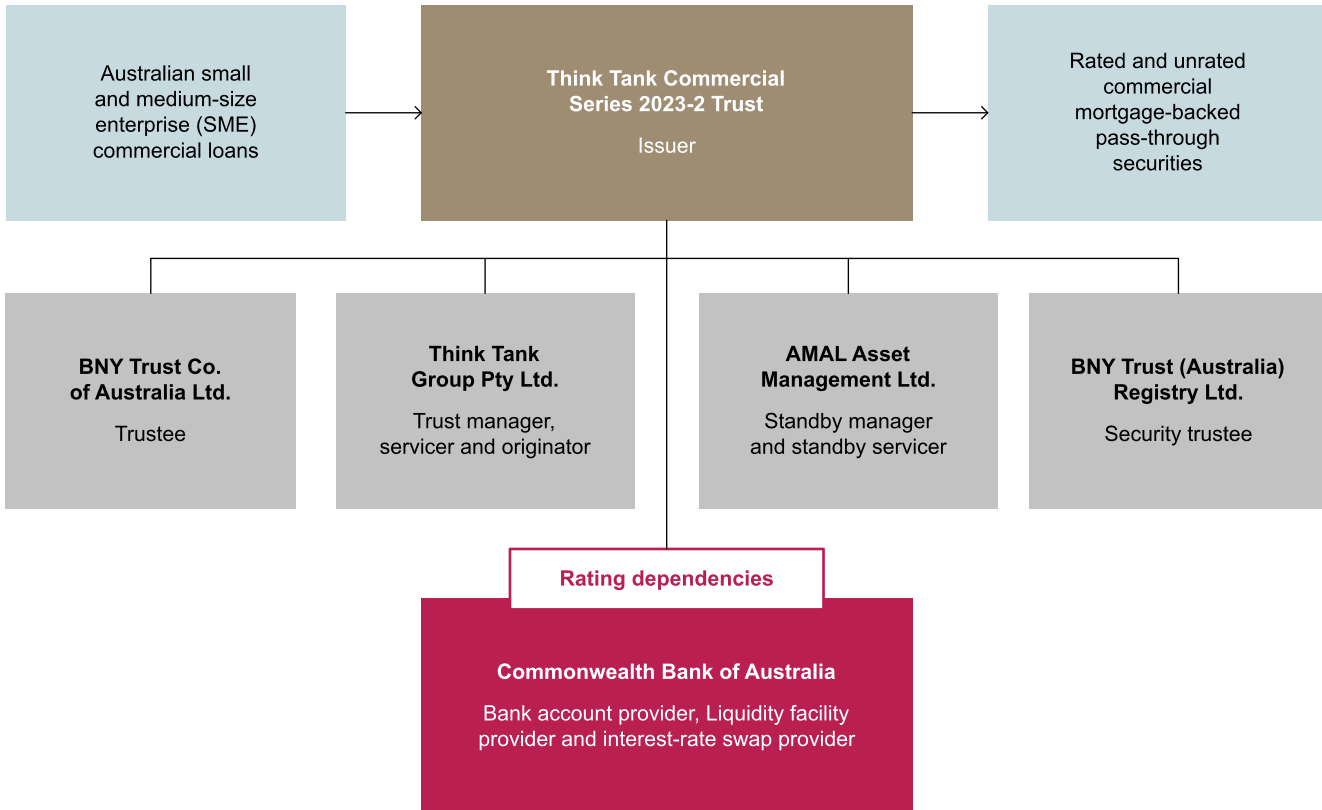 Australian small
and medium-size
enterprise (SME)
commercial loans
Think Tank Commercial
Series 2023-2 Trust
Issuer
Rated and unrated
commercial
mortgage-backed
pass-through
securities
BNY Trust Co.
of Australia Ltd.
Trustee
Think Tank
Group Pty Ltd.
Trust manager,
servicer and originator
AMAL Asset
Management Ltd.
Standby manager
and standby servicer
BNY Trust (Australia)
Registry Ltd.
Security trustee
Rating dependencies
Commonwealth Bank of Australia
Bank account provider, Liquidity facility
provider and interest-rate swap provider